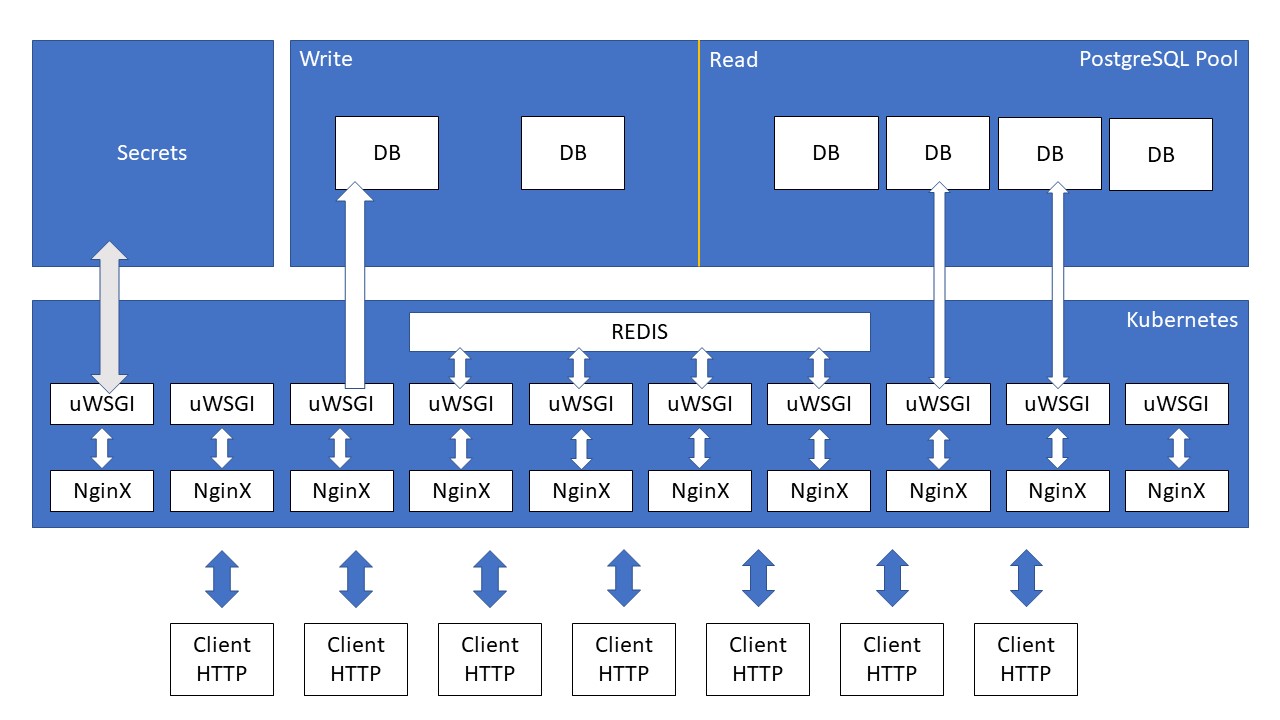 Write
Read
PostgreSQL Pool
Secrets
DB
DB
DB
DB
DB
DB
Kubernetes
REDIS
uWSGI
uWSGI
uWSGI
uWSGI
uWSGI
uWSGI
uWSGI
uWSGI
uWSGI
uWSGI
NginX
NginX
NginX
NginX
NginX
NginX
NginX
NginX
NginX
NginX
Client
HTTP
Client
HTTP
Client
HTTP
Client
HTTP
Client
HTTP
Client
HTTP
Client
HTTP